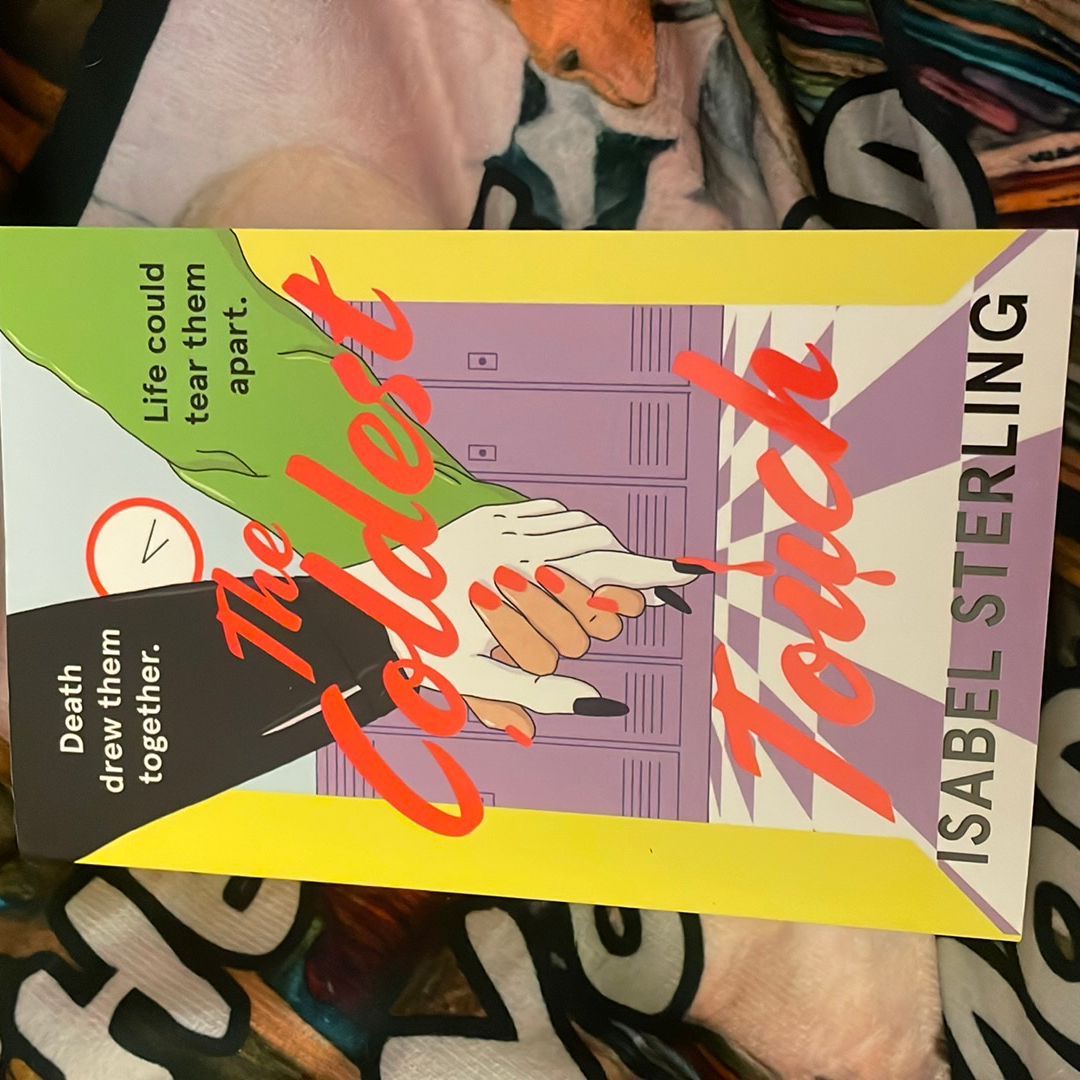 Death
drew them
together.
Life could
tear them
apart.
The
Coldest
Touch
ISABEL STERLING